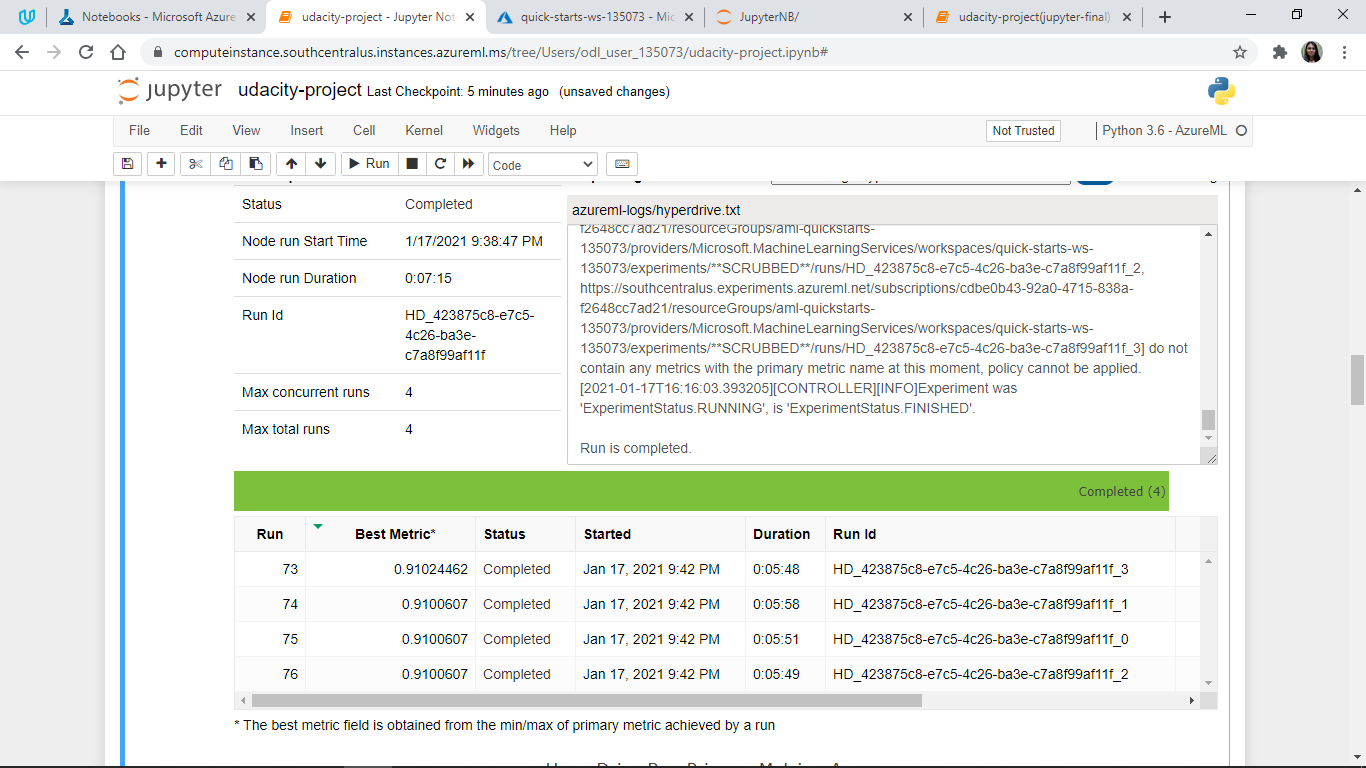 Notebooks - Microsoft Azure
udacity-project - Jupyter Not
quick-starts-ws-135073 - Mic
JupyterNB/
udacity-project(jupyter-final)
computeinstance.southcentralus.instances.azureml.ms/tree/Users/odl_user_135073/udacity-project.ipynb#
jupyter udacity-project Last Checkpoint: 5 minutes ago (unsaved changes)
File Edit View Insert Cell Kernel Widgets Help Not Trusted Python 3.6 - AzureML
Run Code
Status Completed
Node run Start Time 1/17/2021 9:38:47 PM
Node run Duration 0:07:15
Run Id HD_423875c8-e7c5-
4c26-ba3e-
c7a8f99af11f
Max concurrent runs 4
Max total runs 4
azureml-logs/hyperdrive.txt
f2648cc7ad21/resourceGroups/aml-quickstarts-
135073/providers/Microsoft.MachineLearningServices/workspaces/quick-starts-ws-
135073/experiments/**SCRUBBED**/runs/HD_423875c8-e7c5-4c26-ba3e-c7a8f99af11f_2,
https://southcentralus.experiments.azureml.net/subscriptions/cdbe0b43-92a0-4715-838a-
f2648cc7ad21/resourceGroups/aml-quickstarts-
135073/providers/Microsoft.MachineLearningServices/workspaces/quick-starts-ws-
135073/experiments/**SCRUBBED**/runs/HD_423875c8-e7c5-4c26-ba3e-c7a8f99af11f_3] do not
contain any metrics with the primary metric name at this moment, policy cannot be applied.
[2021-01-17T16:16:03.393205][CONTROLLER][INFO]Experiment was
'ExperimentStatus.RUNNING', is 'ExperimentStatus.FINISHED'.
Run is completed.
Completed (4)
Run Best Metric* Status Started Duration Run Id
73 0.91024462 Completed Jan 17, 2021 9:42 PM 0:05:48 HD_423875c8-e7c5-4c26-ba3e-c7a8f99af11f_3
74 0.9100607 Completed Jan 17, 2021 9:42 PM 0:05:58 HD_423875c8-e7c5-4c26-ba3e-c7a8f99af11f_1
75 0.9100607 Completed Jan 17, 2021 9:42 PM 0:05:51 HD_423875c8-e7c5-4c26-ba3e-c7a8f99af11f_0
76 0.9100607 Completed Jan 17, 2021 9:42 PM 0:05:49 HD_423875c8-e7c5-4c26-ba3e-c7a8f99af11f_2
* The best metric field is obtained from the min/max of primary metric achieved by a run